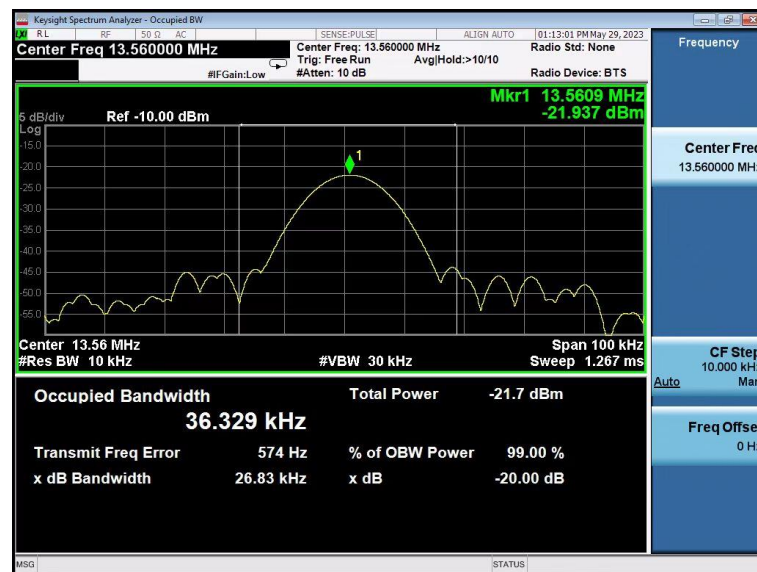 Keysight Spectrum Analyzer - Occupied BW
LXI RL RF 50 Ω AC SENSE:PULSE ALIGN AUTO 01:13:01 PM May 29, 2023
Center Freq 13.560000 MHz Center Freq: 13.560000 MHz Radio Std: None
Trig: Free Run Avg|Hold:>10/10
#IFGain:Low #Atten: 10 dB Radio Device: BTS
Frequency
Mkr1 13.5609 MHz
-21.937 dBm
5 dB/div Ref -10.00 dBm
Log
-15.0
-20.0
-25.0
-30.0
-35.0
-40.0
-45.0
-50.0
-55.0
1
Center 13.56 MHz Span 100 kHz
#Res BW 10 kHz #VBW 30 kHz Sweep 1.267 ms
Center Freq
13.560000 MHz
CF Step
10.000 kHz
Auto Man
Freq Offset
0 Hz
Occupied Bandwidth Total Power -21.7 dBm
36.329 kHz
Transmit Freq Error 574 Hz % of OBW Power 99.00 %
x dB Bandwidth 26.83 kHz x dB -20.00 dB
MSG STATUS